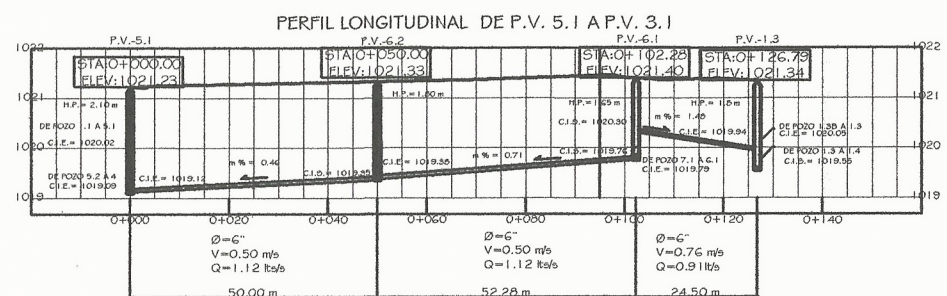 PERFIL LONGITUDINAL DE P.V. 5.1 A P.V. 3.1
P.V.-5.1
P.V.-6.2
P.V.-6.1
P.V.-1.3
1022
STA:0+000.00
ELEV:1021.23
STA:0+050.00
ELEV:1021.33
STA:0+102.28
ELEV:1021.40
STA:0+126.79
ELEV:1021.34
1022
1021
H.P.= 2.10 m
H.P.= 1.80 m
H.P.= 1.65 m
H.P.= 1.8 m
1021
DE POZO .1 A 5.1
C.I.E.= 1020.02
C.I.S.= 1020.30
m %= 1.48
C.I.E.= 1019.94
DE POZO 1.3B A 1.3
C.I.E.= 1020.05
1020
m %= 0.46
C.I.E.= 1019.38
m %= 0.71
C.I.S.= 1019.76
DE POZO 7.1 A 6.1
C.I.E.= 1019.79
DE POZO 1.3 A 1.4
C.I.S.= 1019.55
1020
DE POZO 5.2 A 4
C.I.E.= 1019.09
C.I.E.= 1019.12
C.I.S.= 1019.35
1019
1019
0+000
0+020
0+040
0+060
0+080
0+100
0+120
0+140
Ø=6"
V=0.50 m/s
Q=1.12 lts/s
Ø=6"
V=0.50 m/s
Q=1.12 lts/s
Ø=6"
V=0.76 m/s
Q=0.91lt/s
50.00 m
52.28 m
24.50 m